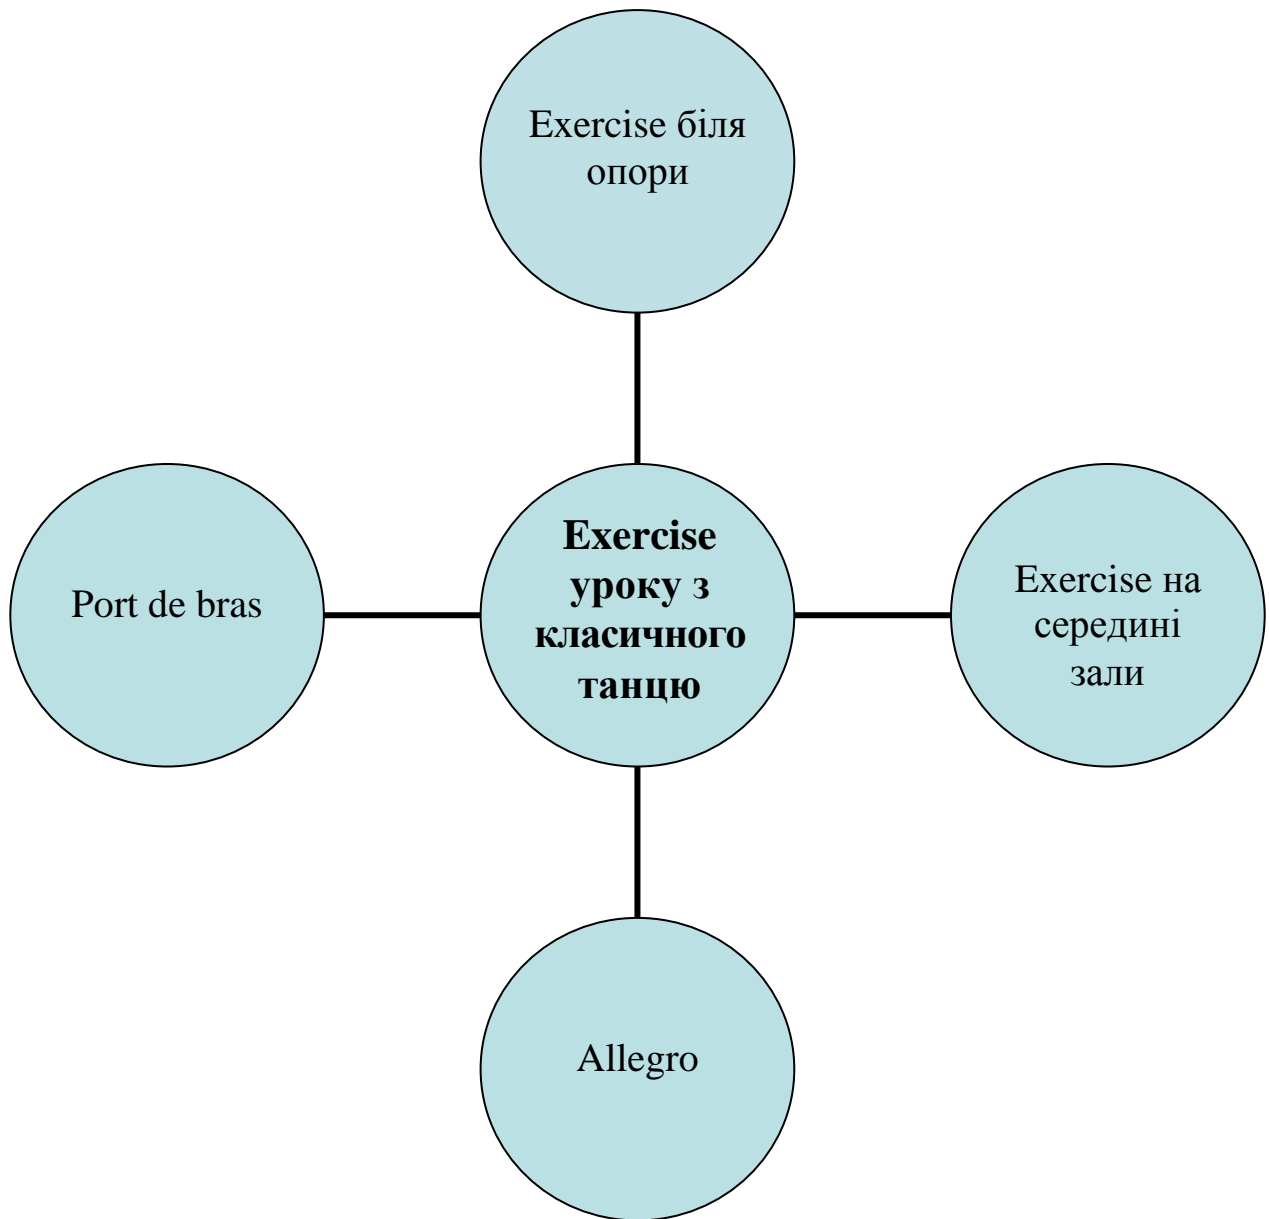 Exercise біля
опори
Port de bras
Exercise
уроку з
класичного
танцю
Exercise на
середині
зали
Allegro